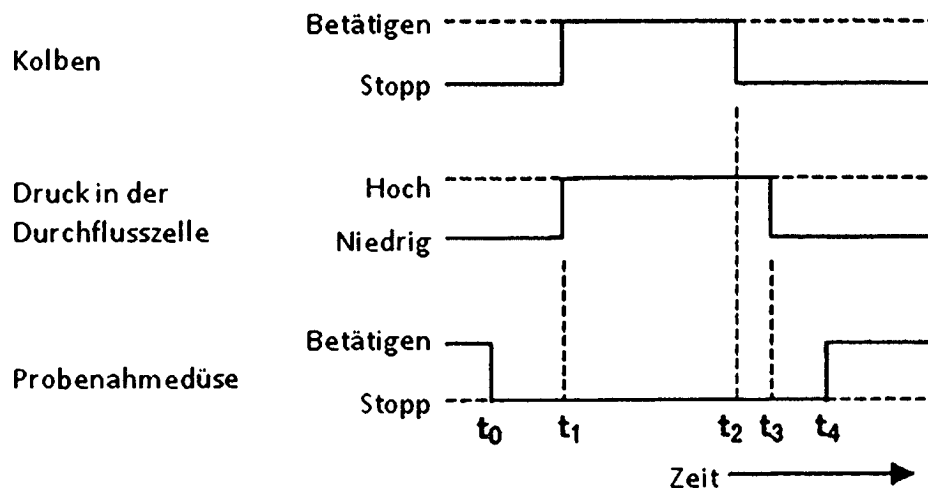 Kolben
Betätigen
Stopp
Druck in der
Durchflusszelle
Hoch
Niedrig
Probenahmedüse
Betätigen
Stopp
t0 t1 t2 t3 t4
Zeit